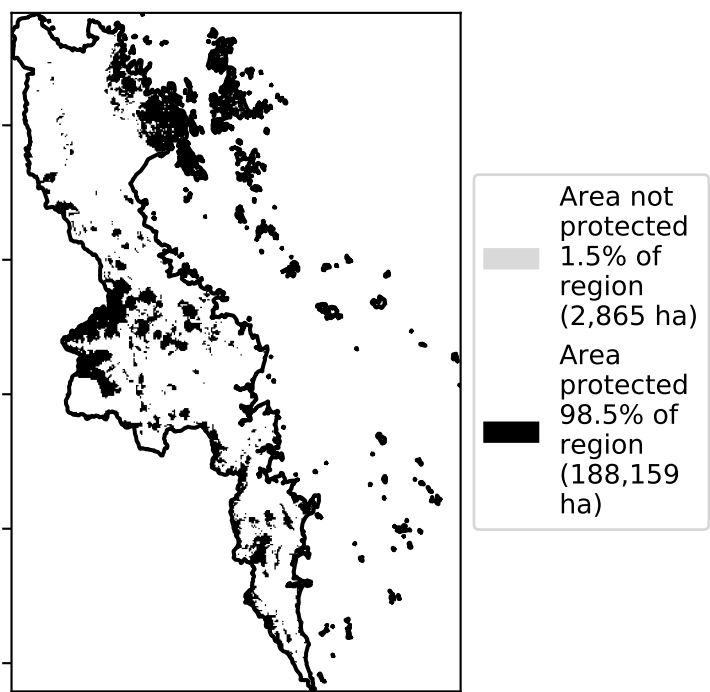 Area not
protected
1.5% of
region
(2,865 ha)
Area
protected
98.5% of
region
(188,159
ha)